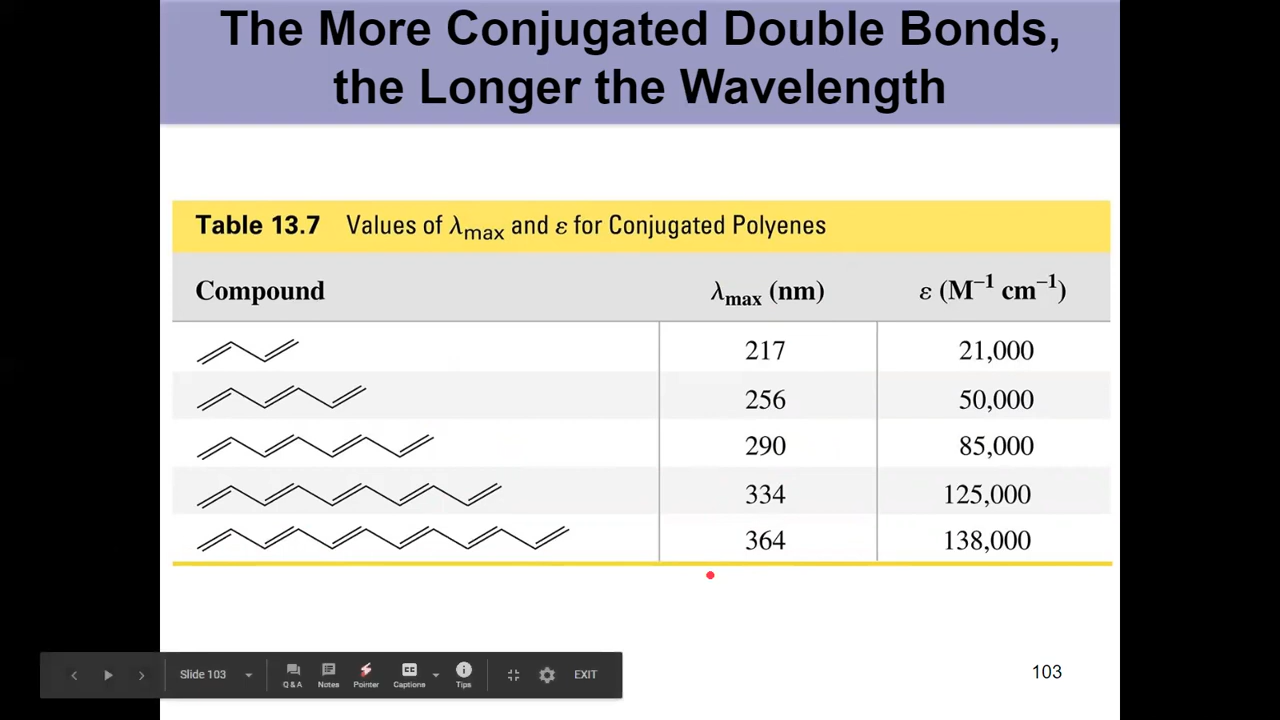 The More Conjugated Double Bonds,
the Longer the Wavelength
Table 13.7 Values of λmax and ε for Conjugated Polyenes
Compound λmax (nm) ε (M⁻¹ cm⁻¹)
217 21,000
256 50,000
290 85,000
334 125,000
364 138,000
Slide 103 Q & A Notes Pointer CC Captions Tips EXIT
103